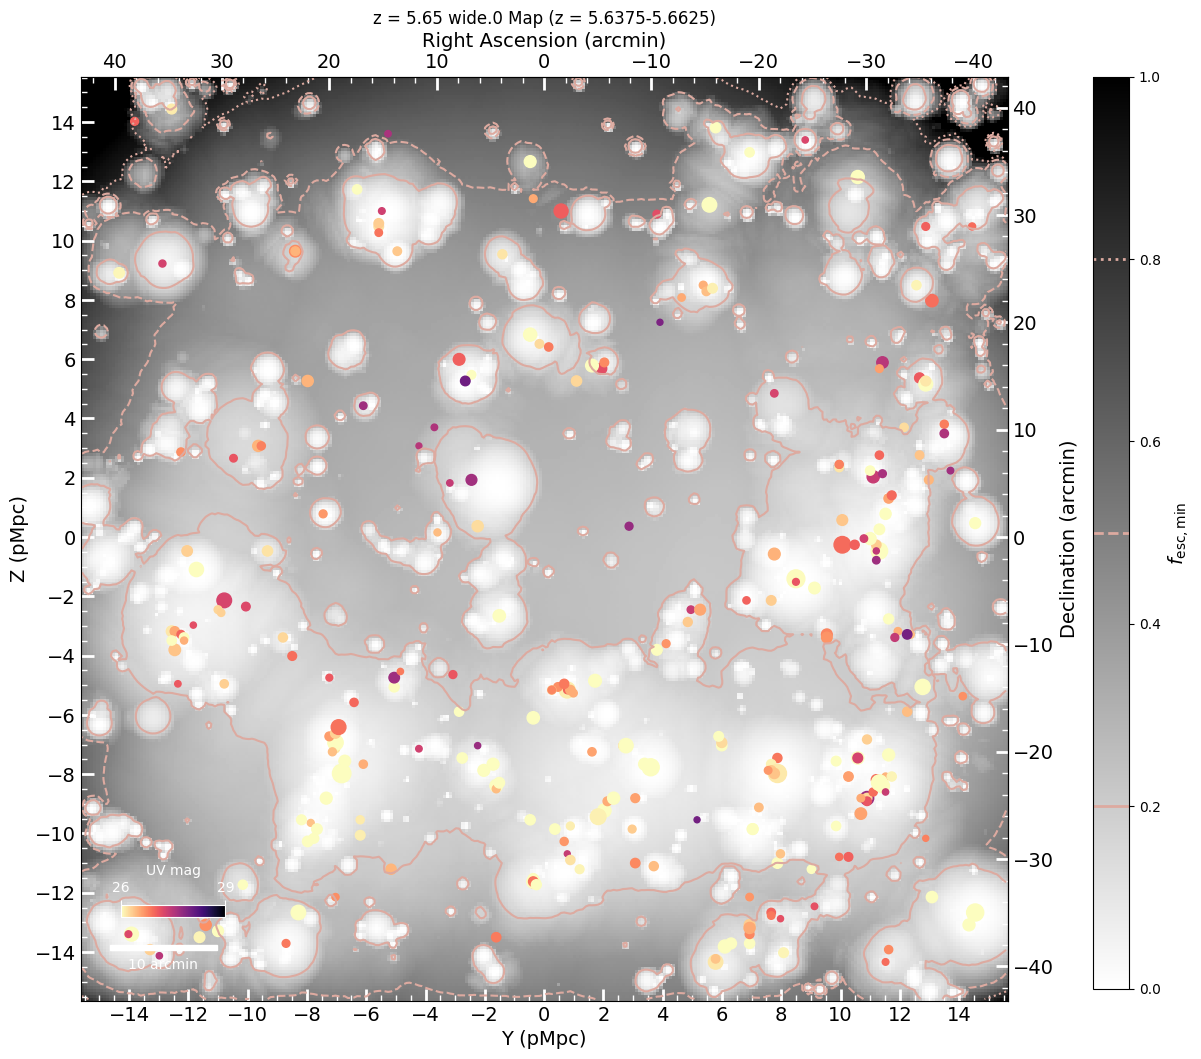 z = 5.65 wide.0 Map (z = 5.6375-5.6625)
Right Ascension (arcmin)
40 30 20 10 0 −10 −20 −30 −40
14 12 10 8 6 4 2 0 −2 −4 −6 −8 −10 −12 −14
Z (pMpc)
40 30 20 10 0 −10 −20 −30 −40
Declination (arcmin)
1.0 0.8 0.6 0.4 0.2 0.0
fesc,min
UV mag
26 29
10 arcmin
−14 −12 −10 −8 −6 −4 −2 0 2 4 6 8 10 12 14
Y (pMpc)